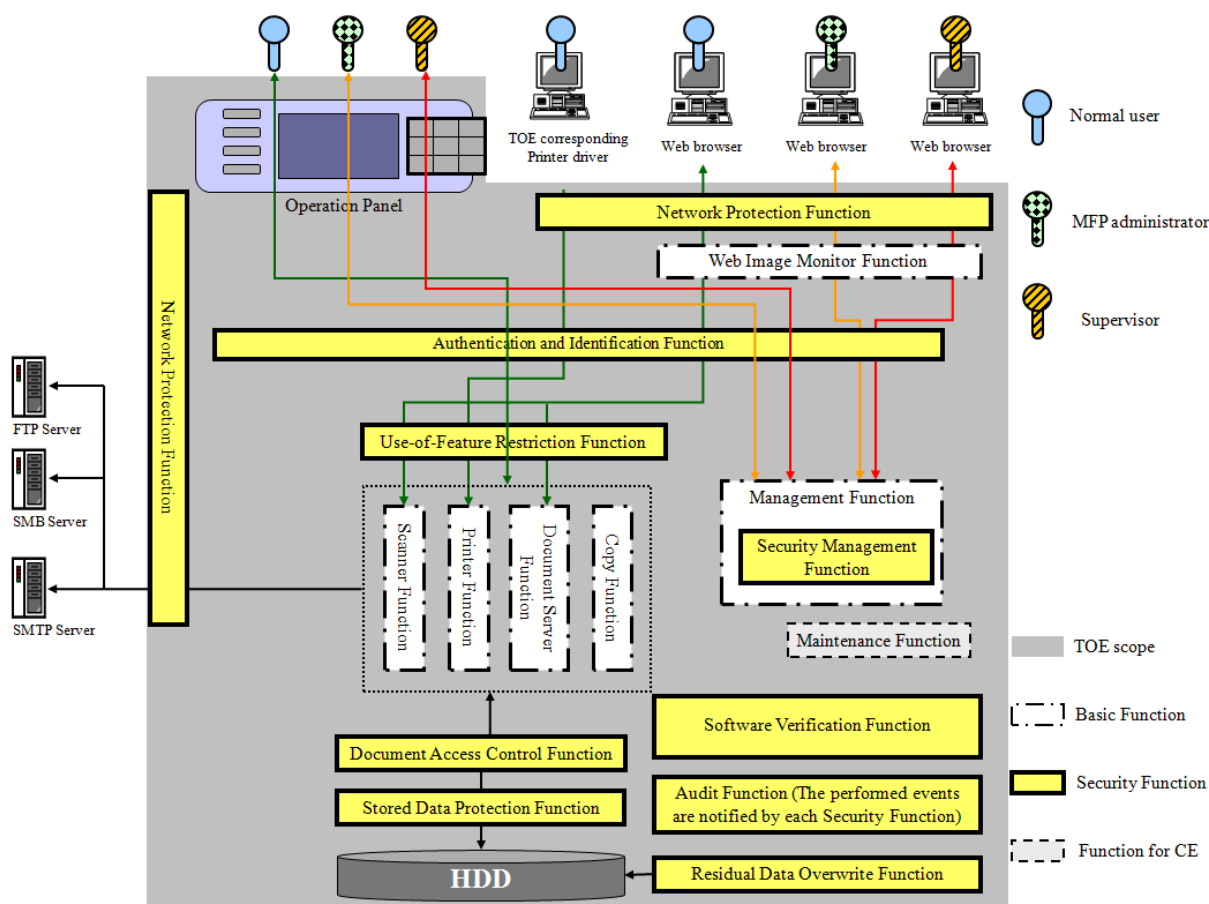 TOE corresponding
Printer driver
Web browser
Web browser
Web browser
Normal user
Operation Panel
Network Protection Function
MFP administrator
Web Image Monitor Function
Network Protection Function
Supervisor
Authentication and Identification Function
FTP Server
Use-of-Feature Restriction Function
SMB Server
Management Function
Security Management
Function
Scanner Function
Printer Function
Document Server
Function
Copy Function
SMTP Server
Maintenance Function
TOE scope
Basic Function
Software Verification Function
Document Access Control Function
Security Function
Audit Function (The performed events
are notified by each Security Function)
Stored Data Protection Function
Function for CE
HDD
Residual Data Overwrite Function